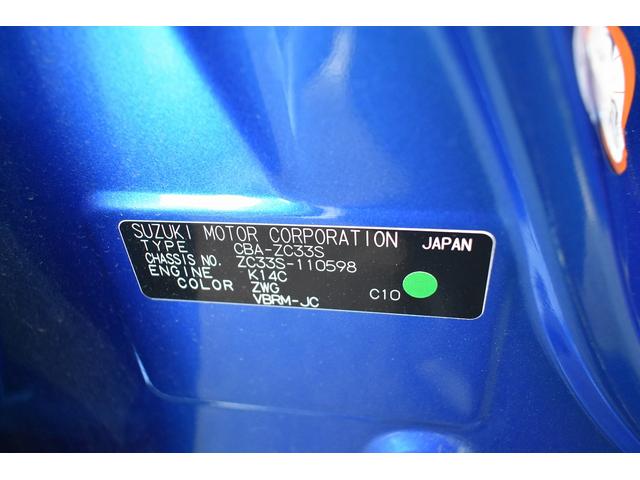 SUZUKI MOTOR CORPORATION JAPAN
TYPE CBA-ZC33S
CHASSIS NO. ZC33S-110598
ENGINE K14C
COLOR ZWG
VBRM-JC C10